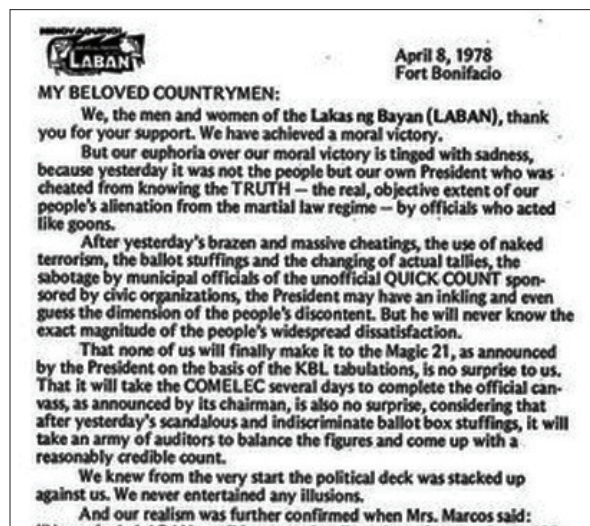 NINOY AQUINO!
LABAN
April 8, 1978
Fort Bonifacio
MY BELOVED COUNTRYMEN:
We, the men and women of the Lakas ng Bayan (LABAN), thank
you for your support. We have achieved a moral victory.
But our euphoria over our moral victory is tinged with sadness,
because yesterday it was not the people but our own President who was
cheated from knowing the TRUTH — the real, objective extent of our
people's alienation from the martial law regime — by officials who acted
like goons.
After yesterday's brazen and massive cheatings, the use of naked
terrorism, the ballot stuffings and the changing of actual tallies, the
sabotage by municipal officials of the unofficial QUICK COUNT spon-
sored by civic organizations, the President may have an inkling and even
guess the dimension of the people's discontent. But he will never know the
exact magnitude of the people's widespread dissatisfaction.
That none of us will finally make it to the Magic 21, as announced
by the President on the basis of the KBL tabulations, is no surprise to us.
That it will take the COMELEC several days to complete the official can-
vass, as announced by its chairman, is also no surprise, considering that
after yesterday's scandalous and indiscriminate ballot box stuffings, it will
take an army of auditors to balance the figures and come up with a
reasonably credible count.
We knew from the very start the political deck was stacked up
against us. We never entertained any illusions.
And our realism was further confirmed when Mrs. Marcos said: